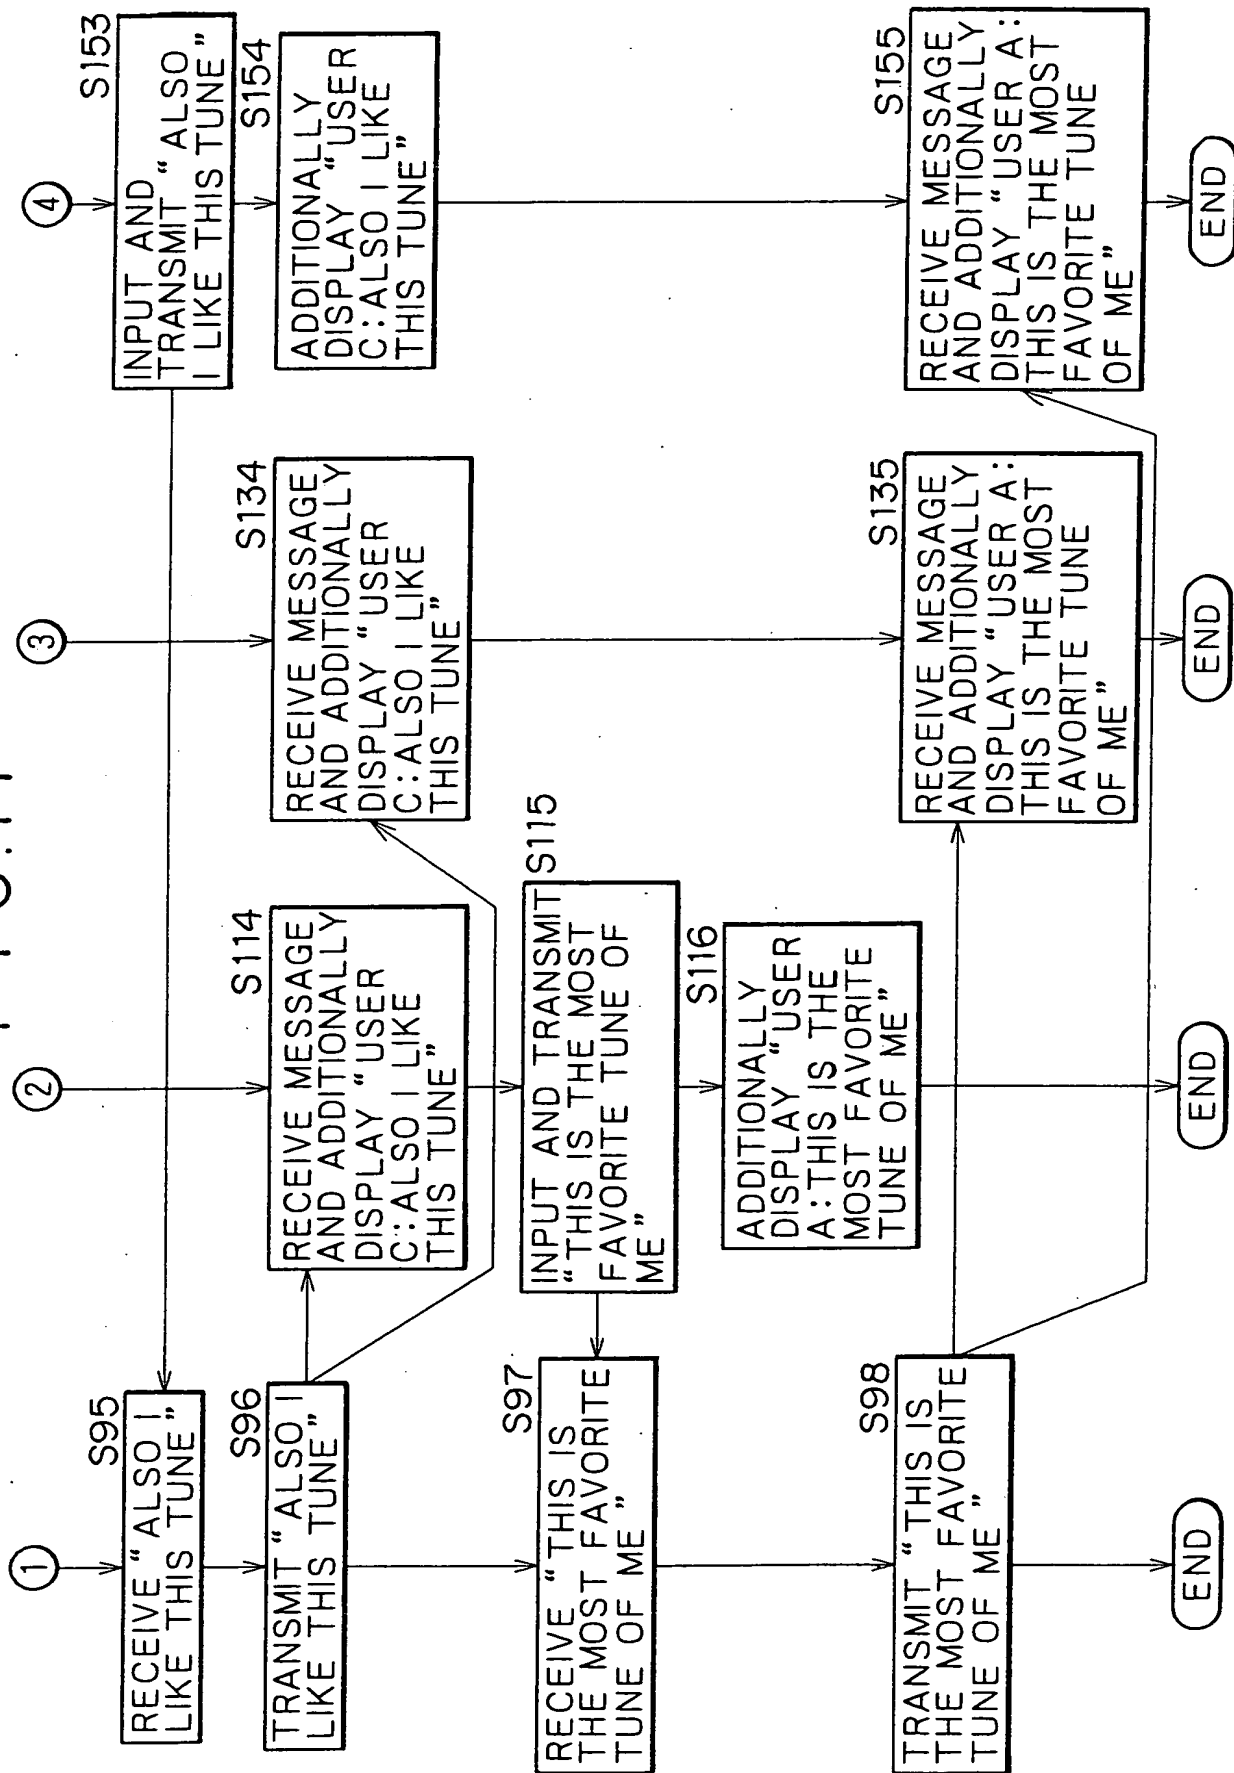 1
S95
RECEIVE “ALSO I
LIKE THIS TUNE”
S96
TRANSMIT “ALSO I
LIKE THIS TUNE”
S97
RECEIVE “THIS IS
THE MOST FAVORITE
TUNE OF ME”
S98
TRANSMIT “THIS IS
THE MOST FAVORITE
TUNE OF ME”
END
2
S114
RECEIVE MESSAGE
AND ADDITIONALLY
DISPLAY “USER
C:ALSO I LIKE
THIS TUNE”
S115
INPUT AND TRANSMIT
“THIS IS THE MOST
FAVORITE TUNE OF
ME”
S116
ADDITIONALLY
DISPLAY “USER
A:THIS IS THE
MOST FAVORITE
TUNE OF ME”
END
3
S134
RECEIVE MESSAGE
AND ADDITIONALLY
DISPLAY “USER
C:ALSO I LIKE
THIS TUNE”
S135
RECEIVE MESSAGE
AND ADDITIONALLY
DISPLAY “USER A:
THIS IS THE MOST
FAVORITE TUNE
OF ME”
END
4
S153
INPUT AND
TRANSMIT “ALSO
I LIKE THIS TUNE”
S154
ADDITIONALLY
DISPLAY “USER
C:ALSO I LIKE
THIS TUNE”
S155
RECEIVE MESSAGE
AND ADDITIONALLY
DISPLAY “USER A:
THIS IS THE MOST
FAVORITE TUNE
OF ME”
END